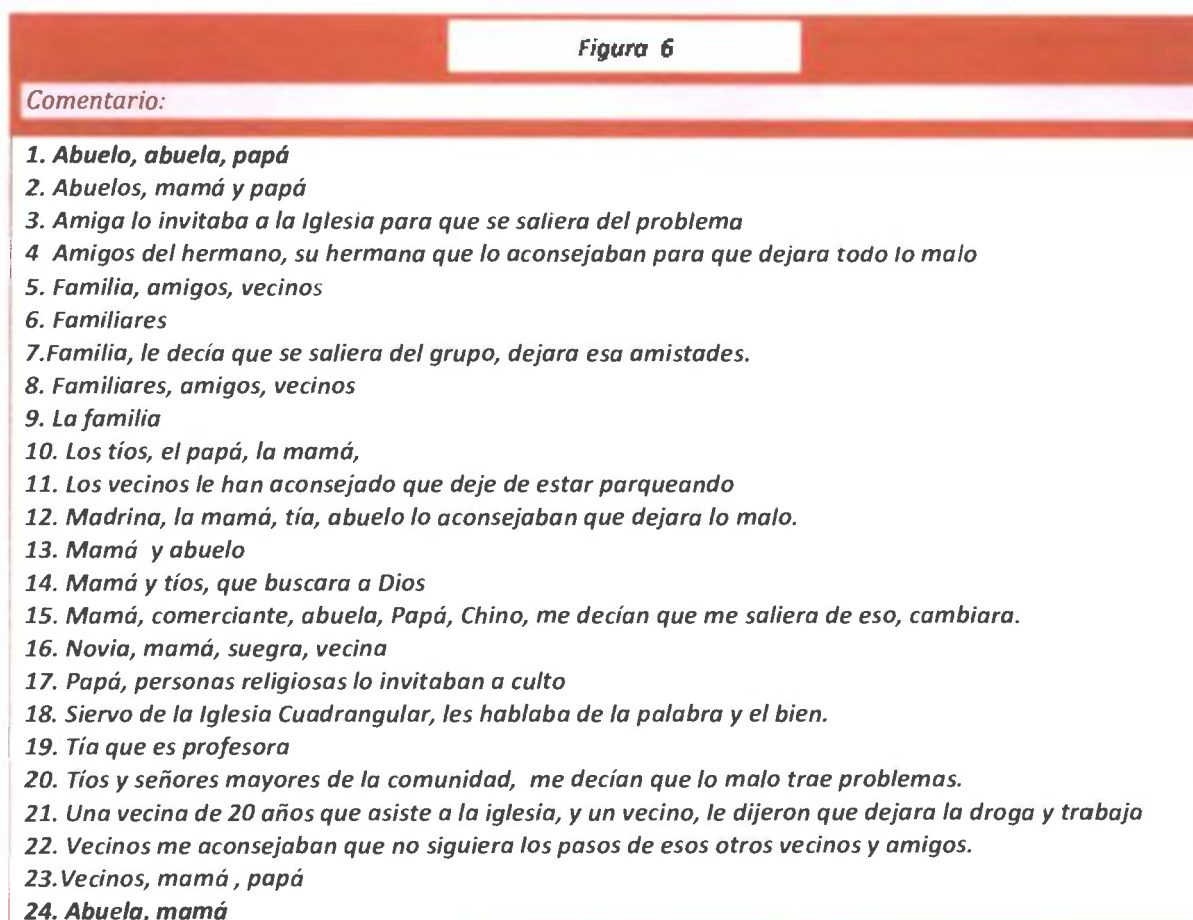 Figura 6
Comentario:
1. Abuelo, abuela, papá
2. Abuelos, mamá y papá
3. Amiga lo invitaba a la Iglesia para que se saliera del problema
4 Amigos del hermano, su hermana que lo aconsejaban para que dejara todo lo malo
5. Familia, amigos, vecinos
6. Familiares
7.Familia, le decía que se saliera del grupo, dejara esa amistades.
8. Familiares, amigos, vecinos
9. La familia
10. Los tíos, el papá, la mamá,
11. Los vecinos le han aconsejado que deje de estar parqueando
12. Madrina, la mamá, tía, abuelo lo aconsejaban que dejara lo malo.
13. Mamá y abuelo
14. Mamá y tíos, que buscara a Dios
15. Mamá, comerciante, abuela, Papá, Chino, me decían que me saliera de eso, cambiara.
16. Novia, mamá, suegra, vecina
17. Papá, personas religiosas lo invitaban a culto
18. Siervo de la Iglesia Cuadrangular, les hablaba de la palabra y el bien.
19. Tía que es profesora
20. Tíos y señores mayores de la comunidad, me decían que lo malo trae problemas.
21. Una vecina de 20 años que asiste a la iglesia, y un vecino, le dijeron que dejara la droga y trabaja
22. Vecinos me aconsejaban que no siguiera los pasos de esos otros vecinos y amigos.
23.Vecinos, mamá , papá
24. Abuela, mamá